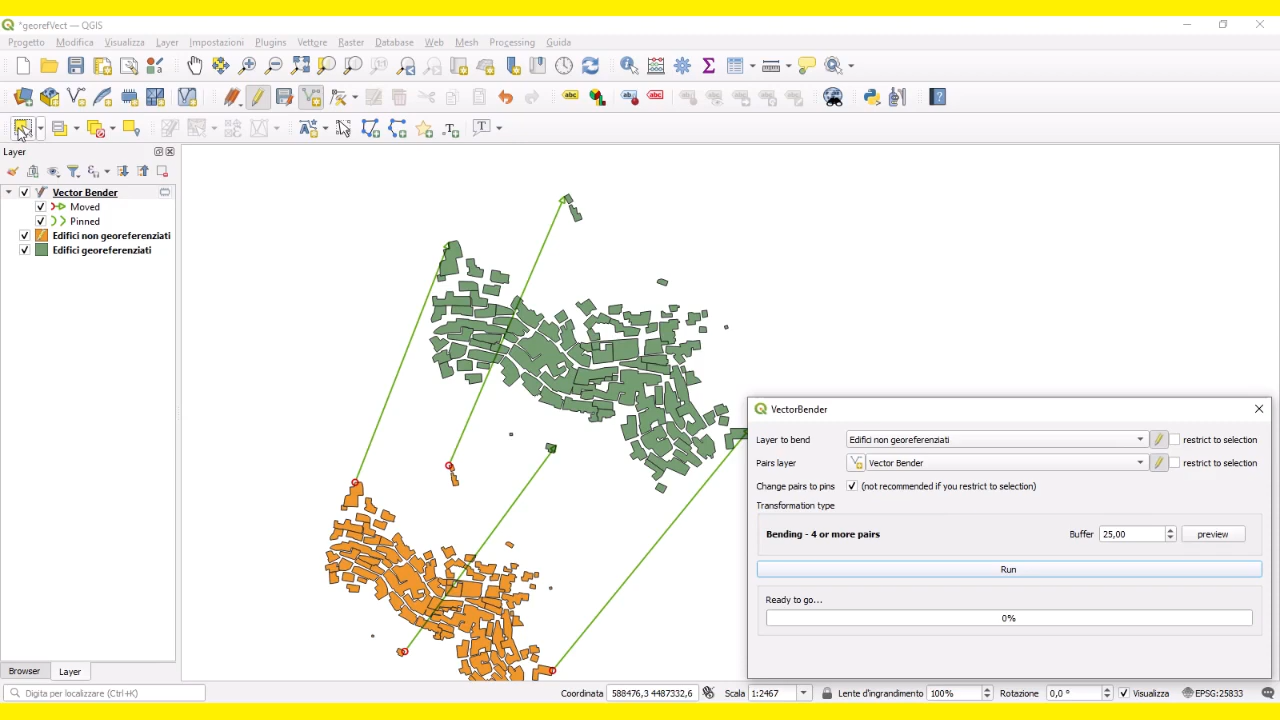 *georefVect — QGIS
Progetto Modifica Visualizza Layer Impostazioni Plugins Vettore Raster Database Web Mesh Processing Guida
Layer
Vector Bender
Moved
Pinned
Edifici non georeferenziati
Edifici georeferenziati
VectorBender
Layer to bend Edifici non georeferenziati restrict to selection
Pairs layer Vector Bender restrict to selection
Change pairs to pins (not recommended if you restrict to selection)
Transformation type
Bending - 4 or more pairs Buffer 25,00 preview
Run
Ready to go...
0%
Browser Layer
Digita per localizzare (Ctrl+K) Coordinata 588476,3 4487332,6 Scala 1:2467 Lente d'ingrandimento 100% Rotazione 0,0 ° Visualizza EPSG:25833